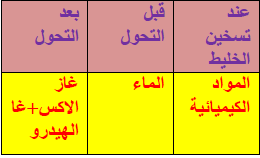 عند
تسخين
الخليط
قبل
التحول
بعد
التحول
المواد
الكيميائية
الماء
غاز
الاكس+غا
الهيدرو